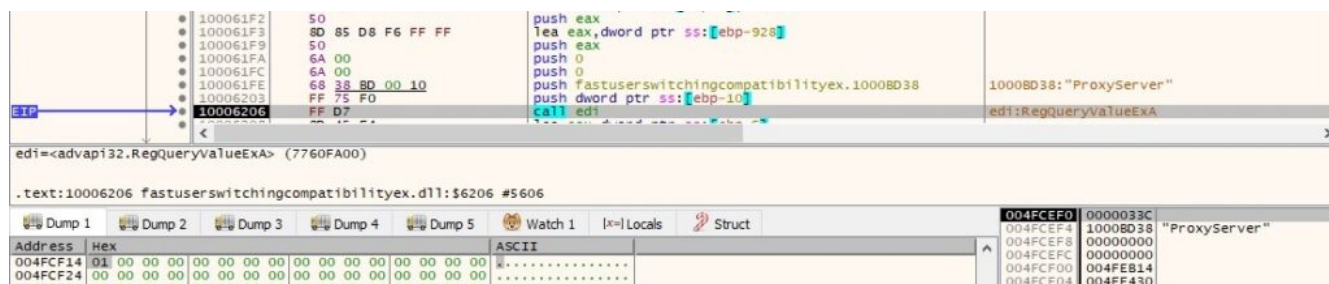 100061F2 50 push eax
100061F3 8D 85 D8 F6 FF FF lea eax,dword ptr ss:[ebp-928]
100061F9 50 push eax
100061FA 6A 00 push 0
100061FC 6A 00 push 0
100061FE 68 38 BD 00 10 push fastuserswitchingcompatibilityex.1000BD38 1000BD38:"ProxyServer"
10006203 FF 75 F0 push dword ptr ss:[ebp-10]
EIP 10006206 FF D7 call edi edi:RegQueryValueExA
edi=<advapi32.RegQueryValueExA> (7760FA00)
.text:10006206 fastuserswitchingcompatibilityex.dll:$6206 #5606
Dump 1 Dump 2 Dump 3 Dump 4 Dump 5 Watch 1 [x=] Locals Struct
Address Hex ASCII
004FCF14 01 00 00 00 00 00 00 00 00 00 00 00 00 00 00 00 ................
004FCF24 00 00 00 00 00 00 00 00 00 00 00 00 00 00 00 00 ................
004FCEF0 0000033C
004FCEF4 1000BD38 "ProxyServer"
004FCEF8 00000000
004FCEFC 00000000
004FCF00 004FEB14
004FCF04 004FE430